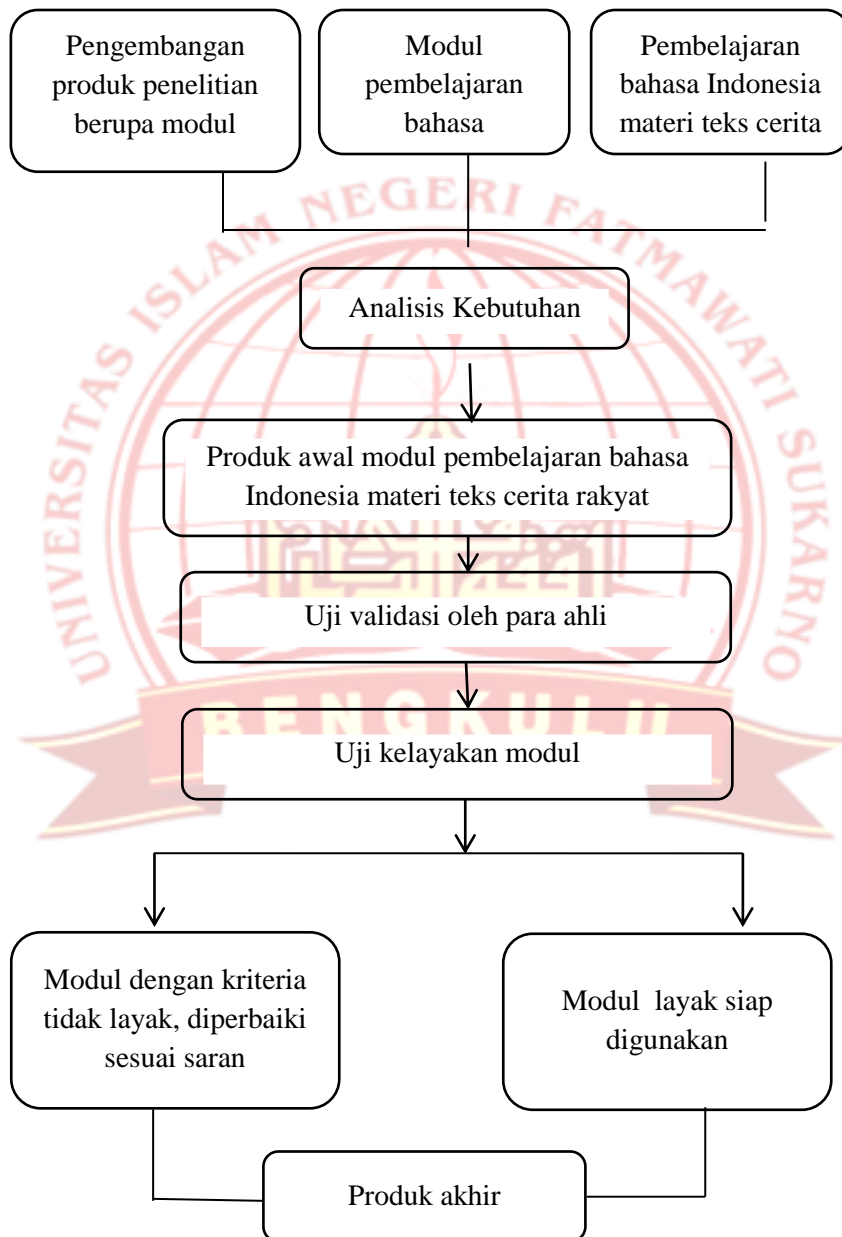 Pengembangan
produk penelitian
berupa modul
Modul
pembelajaran
bahasa
Pembelajaran
bahasa Indonesia
materi teks cerita
UNIVERSITAS ISLAM NEGERI FATMAWATI SUKARNO
Analisis Kebutuhan
Produk awal modul pembelajaran bahasa
Indonesia materi teks cerita rakyat
Uji validasi oleh para ahli
BENGKULU
Uji kelayakan modul
Modul dengan kriteria
tidak layak, diperbaiki
sesuai saran
Modul layak siap
digunakan
Produk akhir